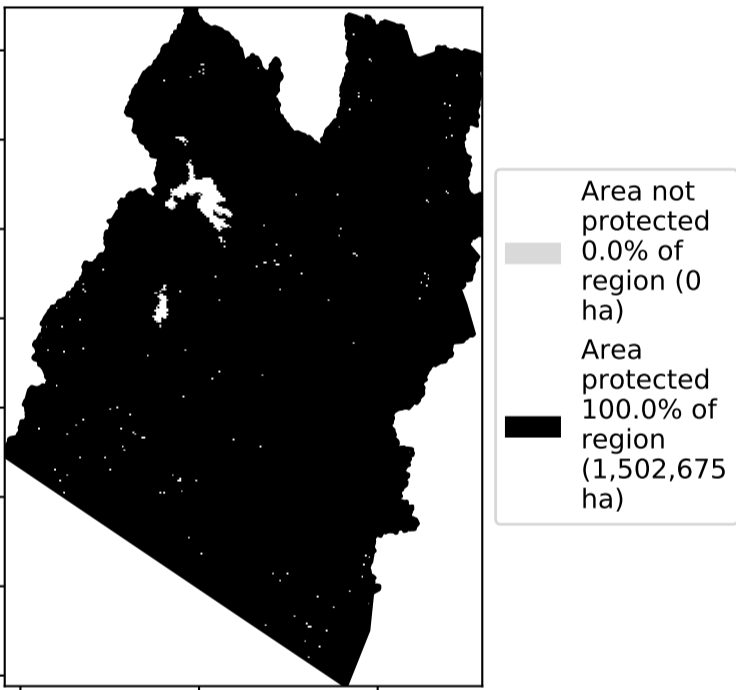 Area not
protected
0.0% of
region (0
ha)
Area
protected
100.0% of
region
(1,502,675
ha)